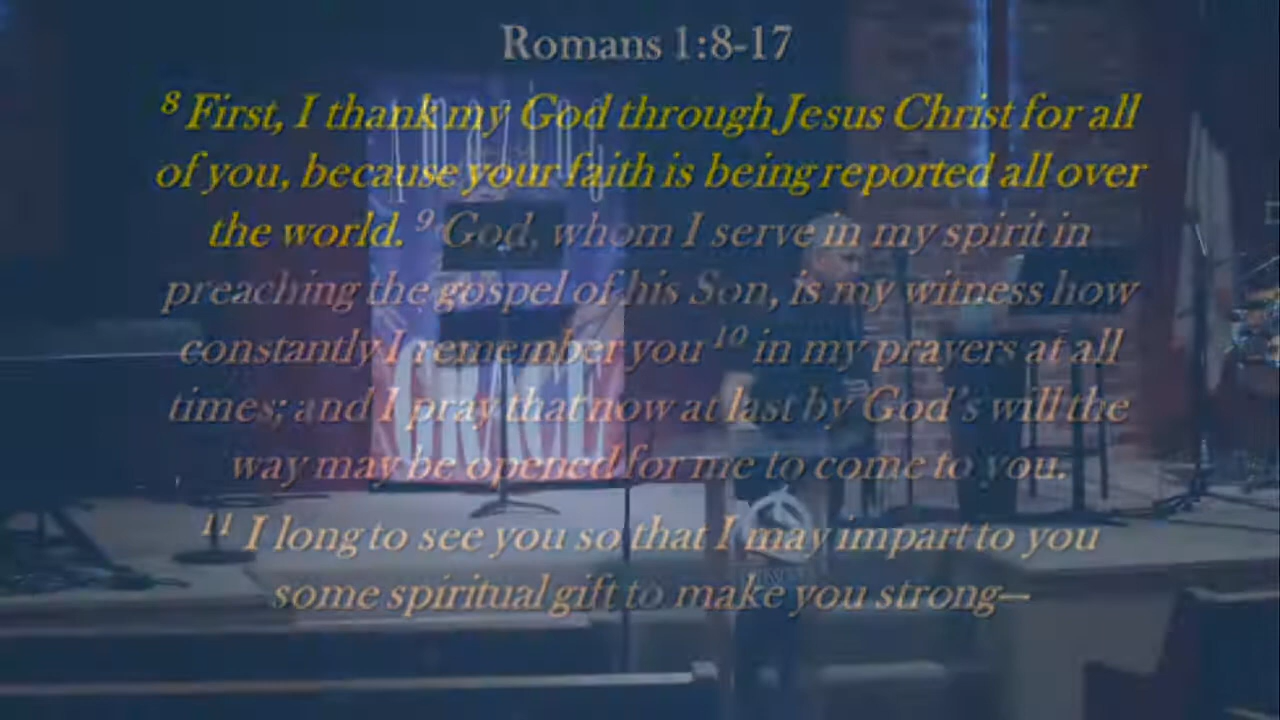 Romans 1:8-17
8 First, I thank my God through Jesus Christ for all
of you, because your faith is being reported all over
the world. 9 God, whom I serve in my spirit in
preaching the gospel of his Son, is my witness how
constantly I remember you 10 in my prayers at all
times; and I pray that now at last by God's will the
way may be opened for me to come to you.
11 I long to see you so that I may impart to you
some spiritual gift to make you strong—
AMAZING
GRACE